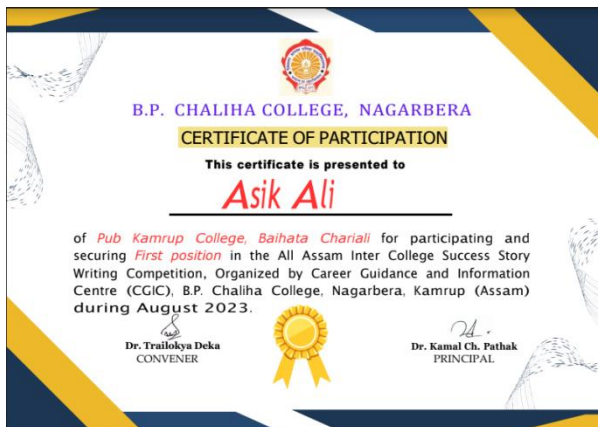 B.P. CHALIHA COLLEGE, NAGARBERA
CERTIFICATE OF PARTICIPATION
This certificate is presented to
Asik Ali
of Pub Kamrup College, Baihata Chariali for participating and
securing First position in the All Assam Inter College Success Story
Writing Competition, Organized by Career Guidance and Information
Centre (CGIC), B.P. Chaliha College, Nagarbera, Kamrup (Assam)
during August 2023.
Dr. Trailokya Deka
CONVENER
Dr. Kamal Ch. Pathak
PRINCIPAL